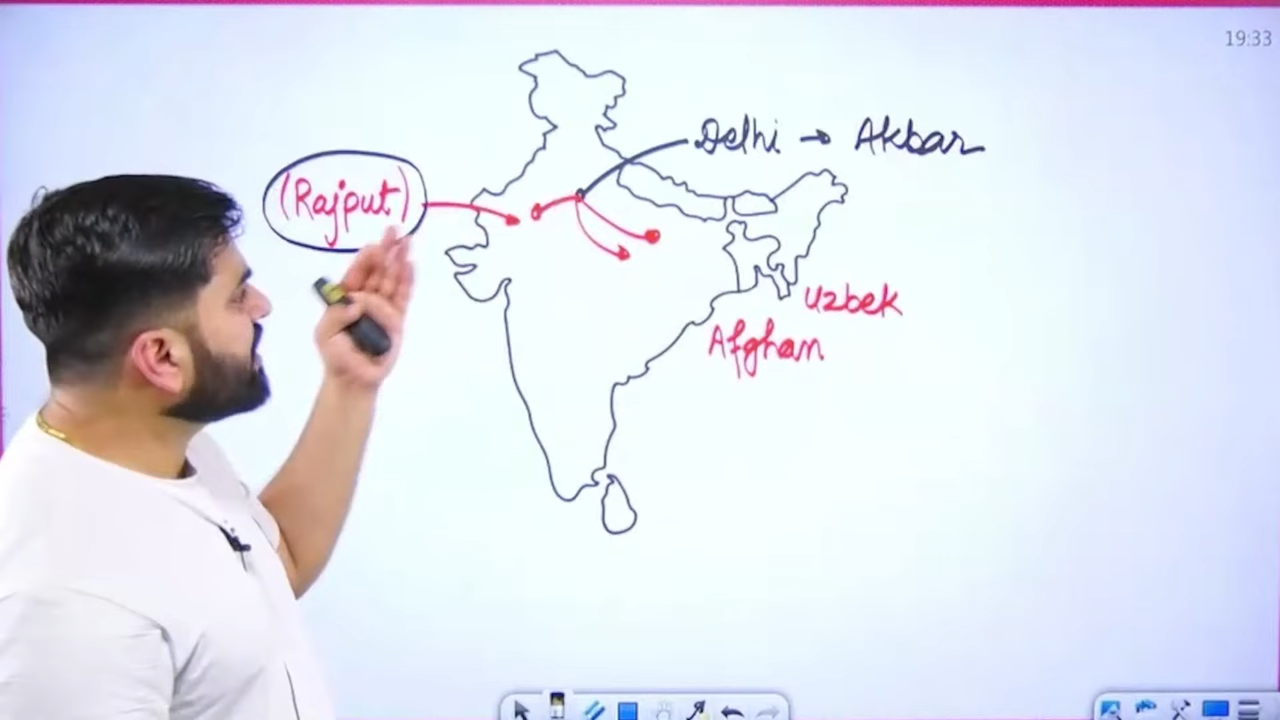 19:33
Delhi → Akbar
(Rajput)
Uzbek
Afghan